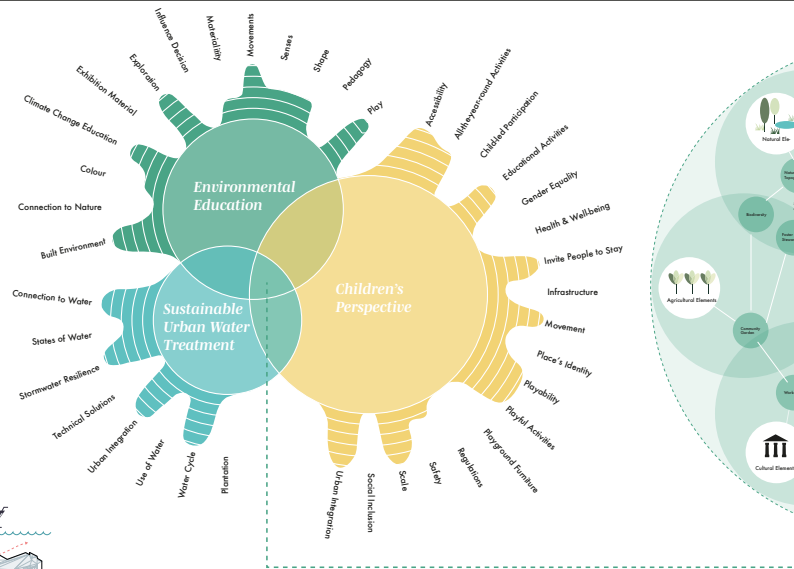 Influence Decision
Materiality
Movements
Senses
Shape
Pedagogy
Play
Exploration
Exhibition Material
Climate Change Education
Colour
Connection to Nature
Built Environment
Environmental
Education
Accessibility
All-the-year-round Activities
Child-led Participation
Educational Activities
Gender Equality
Health & Well-being
Invite People to Stay
Infrastructure
Movement
Place's Identity
Playability
Playful Activities
Playground Furniture
Regulations
Safety
Scale
Social Inclusion
Urban Integration
Children's
Perspective
Connection to Water
States of Water
Stormwater Resilience
Technical Solutions
Urban Integration
Use of Water
Water Cycle
Plantation
Sustainable
Urban Water
Treatment
Natural Ele-
Biodiversity
Agricultural Elements
Community
Garden
Cultural Element